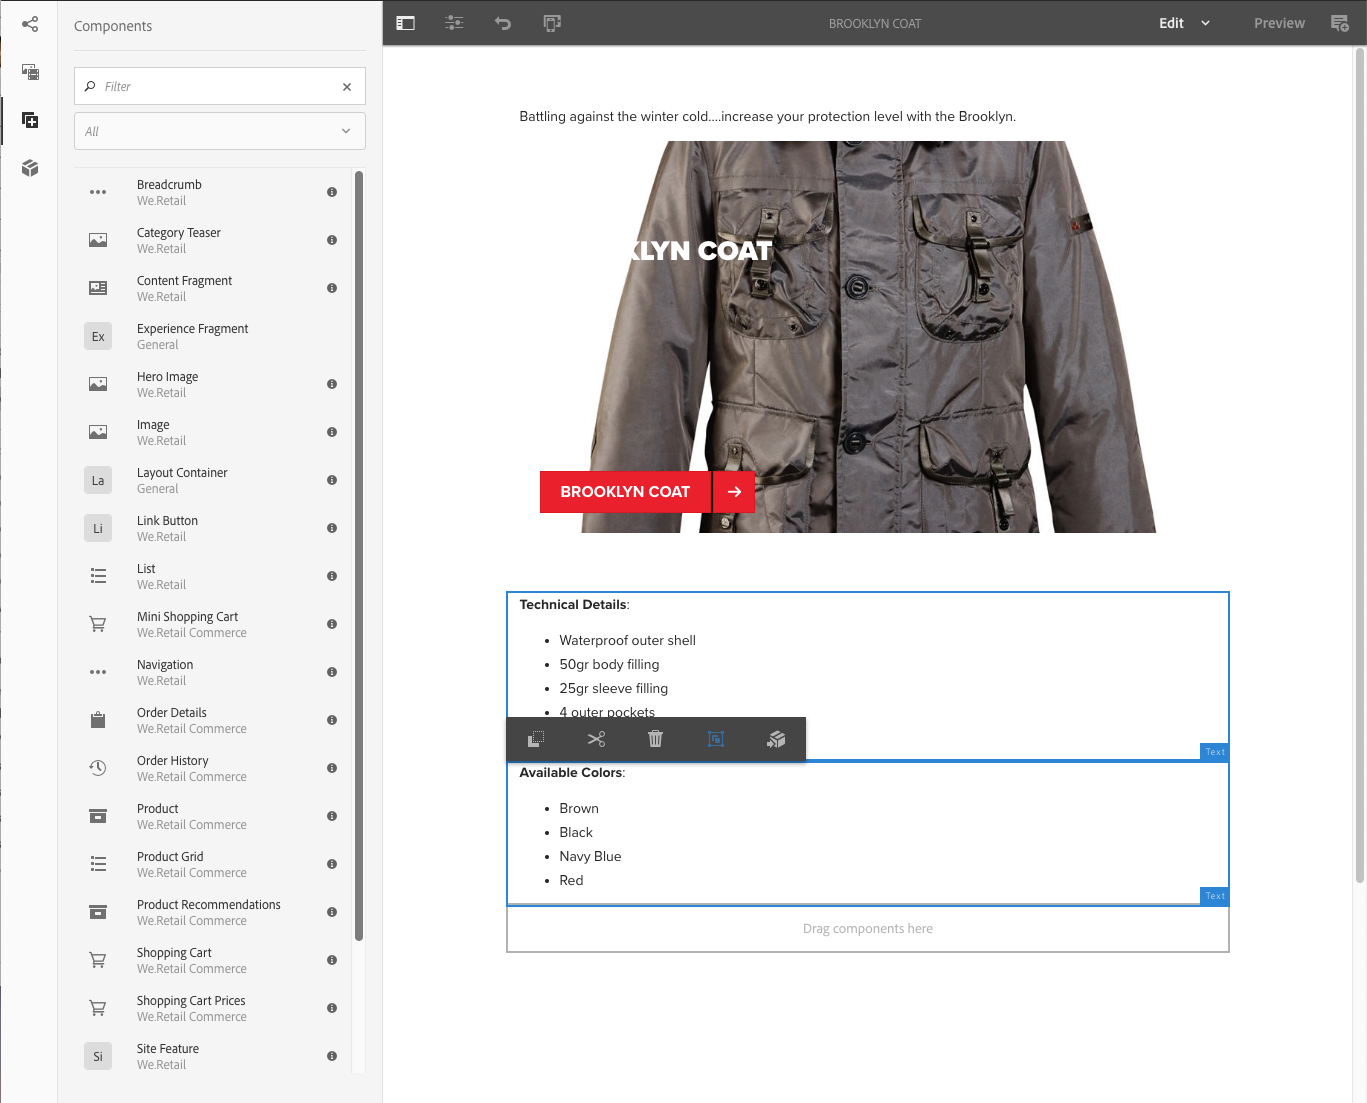 Components
BROOKLYN COAT
Edit
Preview
Filter
All
Breadcrumb
We.Retail
Category Teaser
We.Retail
Content Fragment
We.Retail
Ex
Experience Fragment
General
Hero Image
We.Retail
Image
We.Retail
La
Layout Container
General
Li
Link Button
We.Retail
List
We.Retail
Mini Shopping Cart
We.Retail Commerce
Navigation
We.Retail
Order Details
We.Retail Commerce
Order History
We.Retail Commerce
Product
We.Retail Commerce
Product Grid
We.Retail Commerce
Product Recommendations
We.Retail Commerce
Shopping Cart
We.Retail Commerce
Shopping Cart Prices
We.Retail Commerce
Si
Site Feature
We.Retail
Battling against the winter cold....increase your protection level with the Brooklyn.
KLYN COAT
BROOKLYN COAT
Technical Details:
• Waterproof outer shell
• 50gr body filling
• 25gr sleeve filling
• 4 outer pockets
Text
Available Colors:
• Brown
• Black
• Navy Blue
• Red
Text
Drag components here